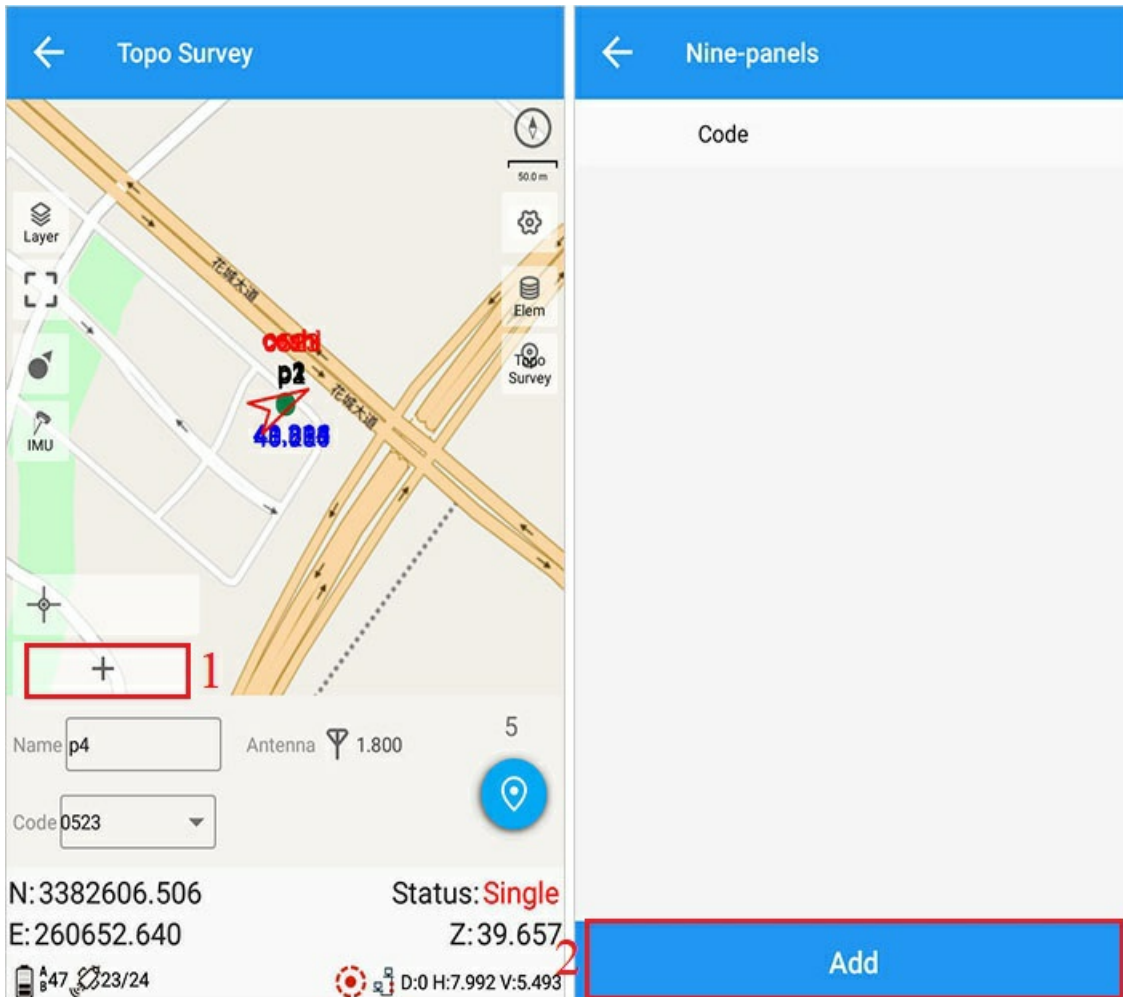 Topo Survey
50.0 m
Layer
Elem
Topo
Survey
IMU
花城大道
p2
花城大道
1
Name p4
Antenna 1.800
5
Code 0523
N:3382606.506
Status:Single
E:260652.640
Z:39.657
A
B 47 23/24
D:0 H:7.992 V:5.493
Nine-panels
Code
2
Add